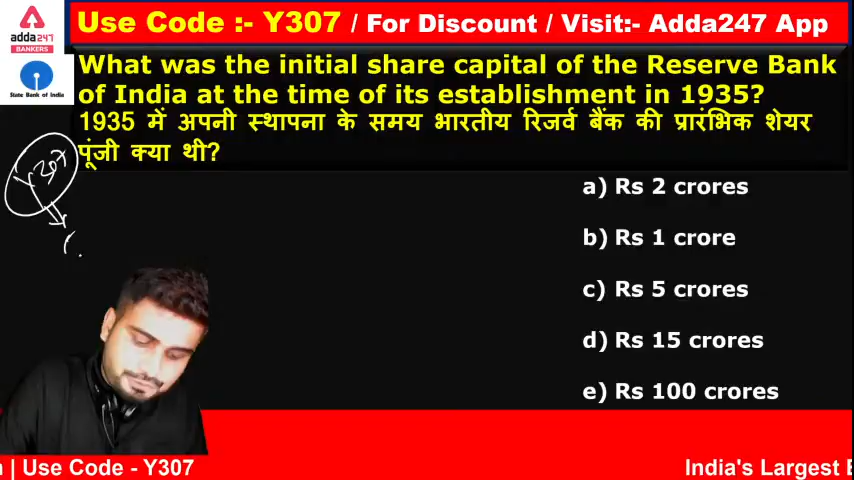 Use Code :- Y307 / For Discount / Visit:- Adda247 App
adda247
BANKERS
State Bank of India
What was the initial share capital of the Reserve Bank
of India at the time of its establishment in 1935?
1935 में अपनी स्थापना के समय भारतीय रिजर्व बैंक की प्रारंभिक शेयर
पूंजी क्या थी?
Y307
a) Rs 2 crores
b) Rs 1 crore
c) Rs 5 crores
d) Rs 15 crores
e) Rs 100 crores
| Use Code - Y307
India's Largest